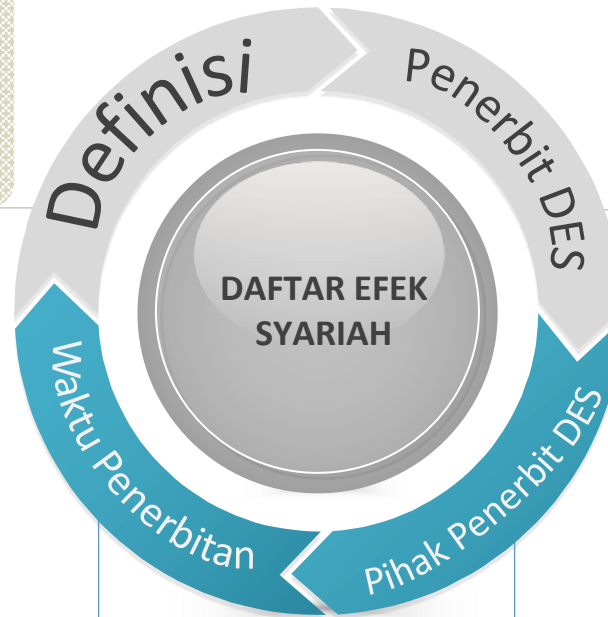 Definisi
Penerbit DES
DAFTAR EFEK
SYARIAH
Waktu Penerbitan
Pihak Penerbit DES